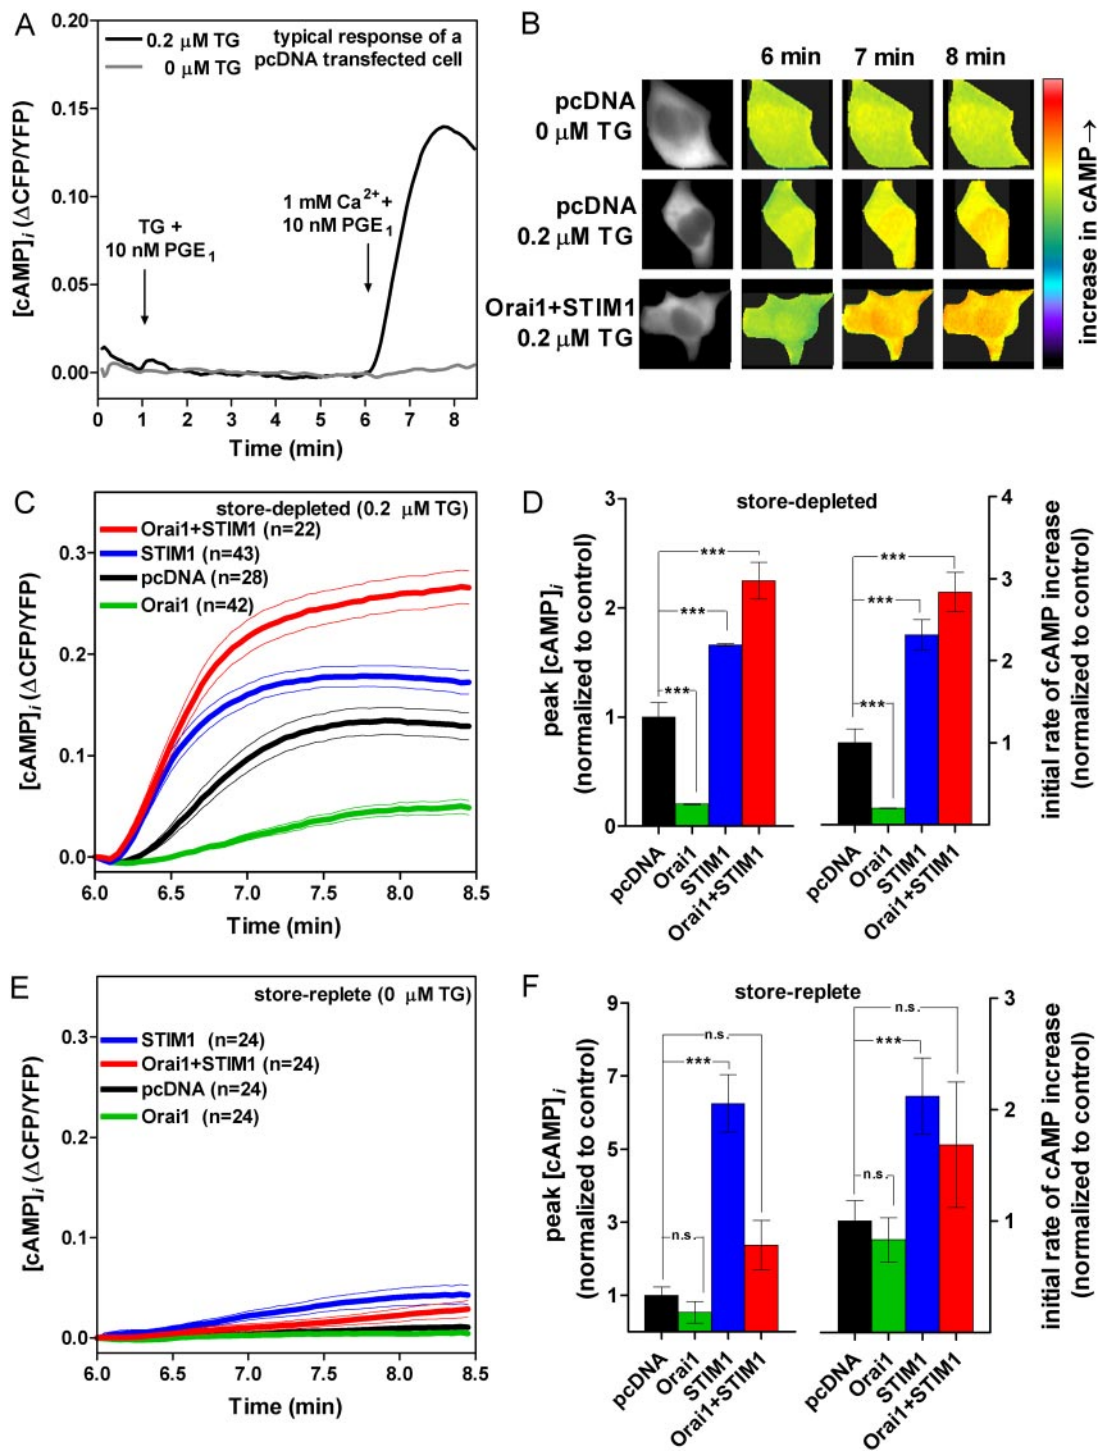 A
0.20
0.15
0.10
0.05
0.00
[cAMP]i (ΔCFP/YFP)
0.2 μM TG
0 μM TG
typical response of a
pcDNA transfected cell
TG +
10 nM PGE1
1 mM Ca2++
10 nM PGE1
0 1 2 3 4 5 6 7 8
Time (min)
B
6 min 7 min 8 min
pcDNA
0 μM TG
pcDNA
0.2 μM TG
Orai1+STIM1
0.2 μM TG
increase in cAMP→
C
store-depleted (0.2 μM TG)
Orai1+STIM1 (n=22)
STIM1 (n=43)
pcDNA (n=28)
Orai1 (n=42)
0.3
0.2
0.1
0.0
[cAMP]i (ΔCFP/YFP)
6.0 6.5 7.0 7.5 8.0 8.5
Time (min)
D
store-depleted
3
2
1
0
peak [cAMP]i
(normalized to control)
***
***
***
***
***
***
4
3
2
1
initial rate of cAMP increase
(normalized to control)
pcDNA
Orai1
STIM1
Orai1+STIM1
pcDNA
Orai1
STIM1
Orai1+STIM1
E
store-replete (0 μM TG)
STIM1 (n=24)
Orai1+STIM1 (n=24)
pcDNA (n=24)
Orai1 (n=24)
0.3
0.2
0.1
0.0
[cAMP]i (ΔCFP/YFP)
6.0 6.5 7.0 7.5 8.0 8.5
Time (min)
F
store-replete
9
7
5
3
1
peak [cAMP]i
(normalized to control)
n.s.
***
n.s.
n.s.
***
n.s.
3
2
1
initial rate of cAMP increase
(normalized to control)
pcDNA
Orai1
STIM1
Orai1+STIM1
pcDNA
Orai1
STIM1
Orai1+STIM1